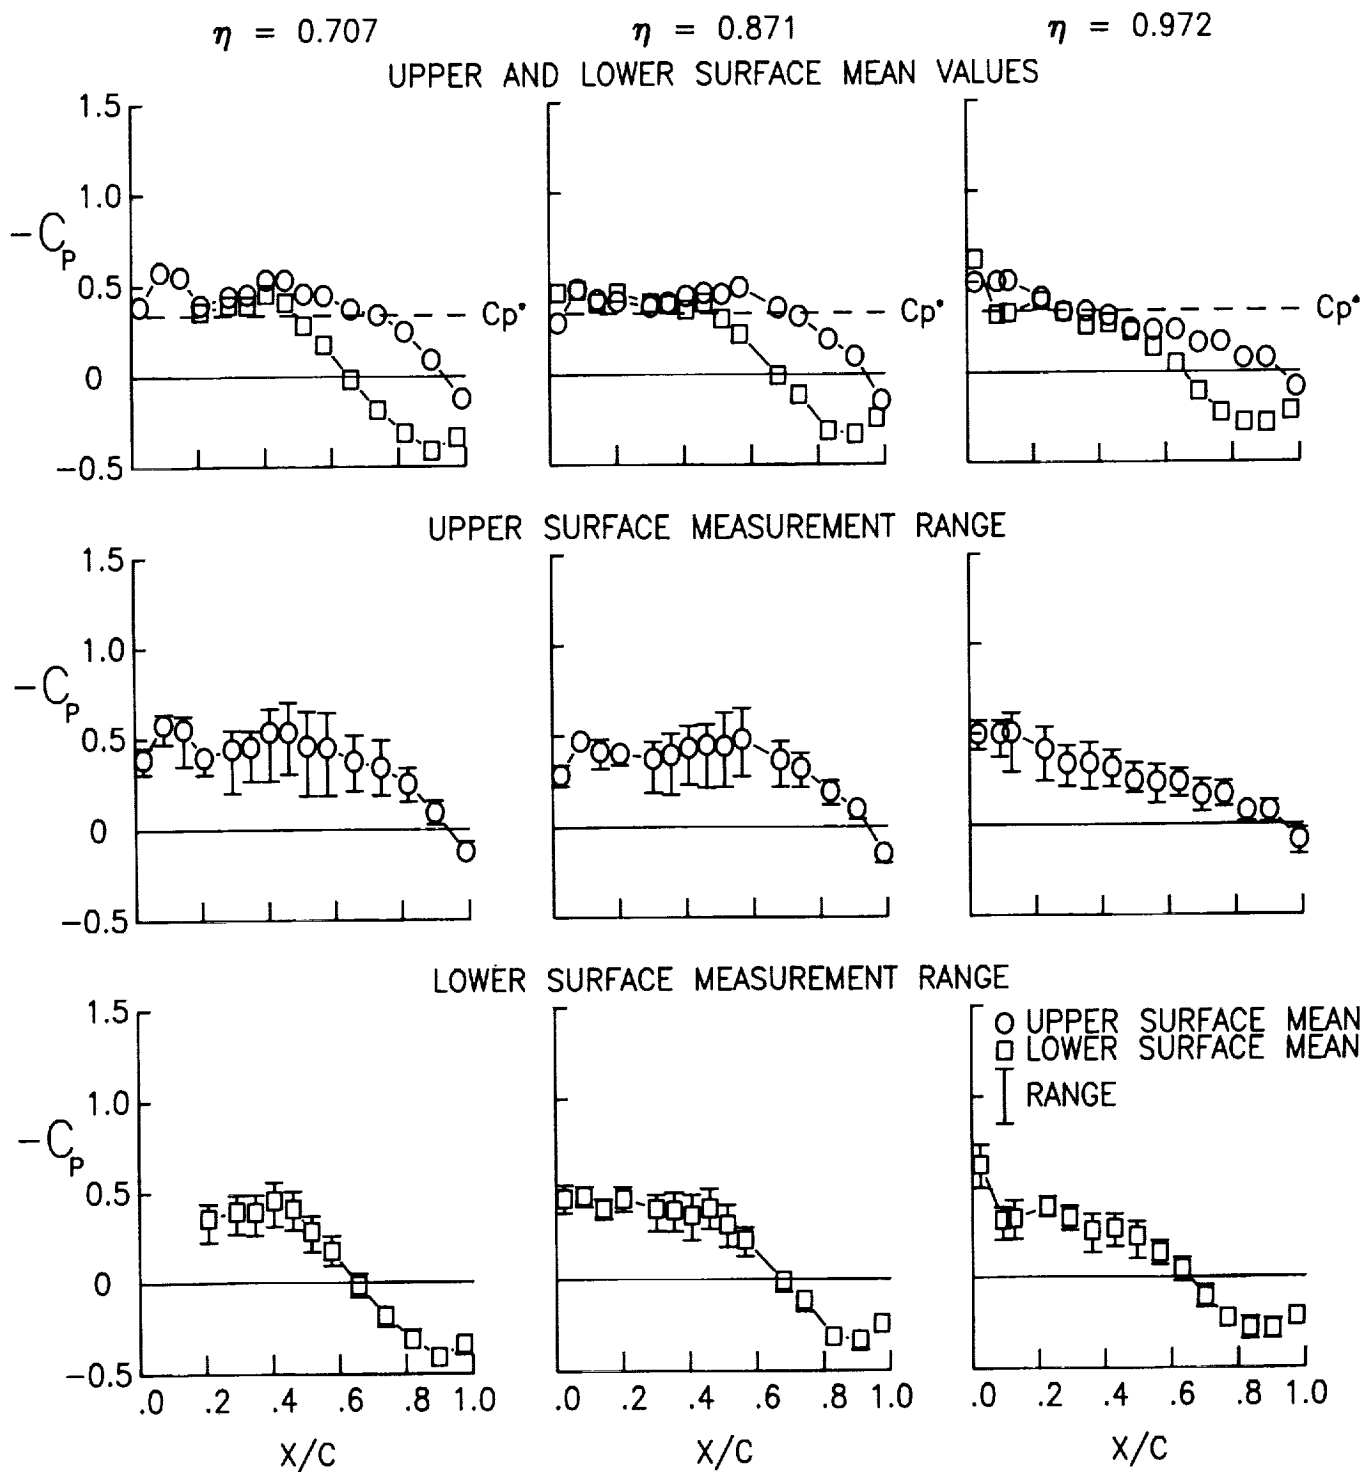 η = 0.707 η = 0.871 η = 0.972
UPPER AND LOWER SURFACE MEAN VALUES
1.5
1.0
-Cp
0.5
Cp* Cp* Cp*
0
-0.5
UPPER SURFACE MEASUREMENT RANGE
1.5
1.0
-Cp
0.5
0
-0.5
LOWER SURFACE MEASUREMENT RANGE
1.5
UPPER SURFACE MEAN
LOWER SURFACE MEAN
RANGE
1.0
-Cp
0.5
0
-0.5
.0 .2 .4 .6 .8 1.0 .0 .2 .4 .6 .8 1.0 .0 .2 .4 .6 .8 1.0
X/C X/C X/C